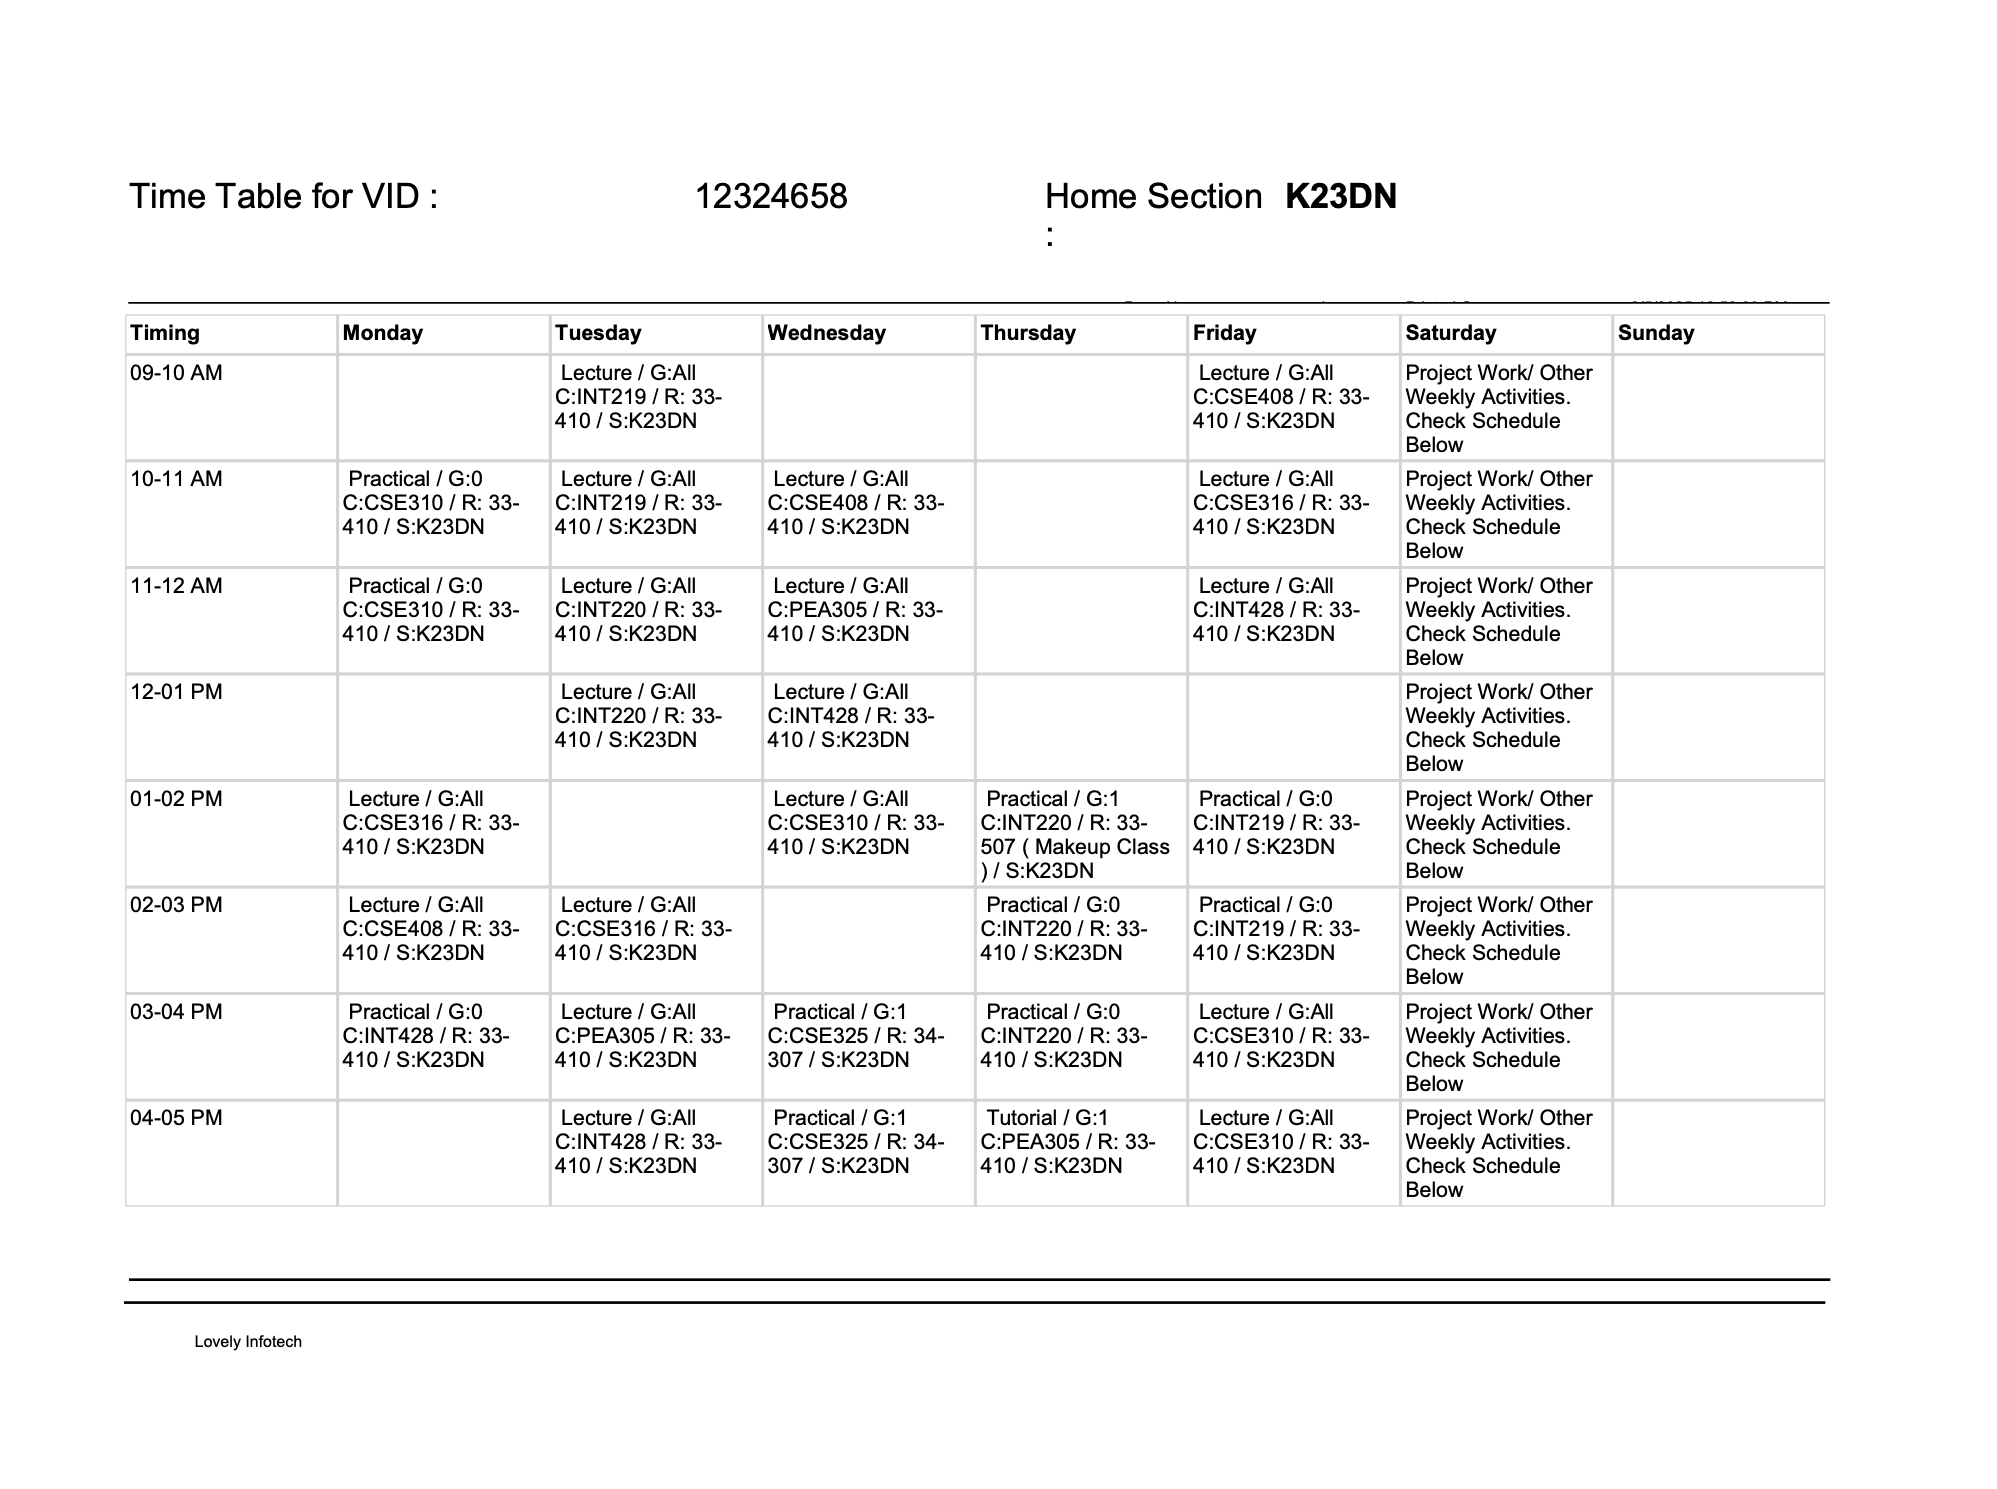 Time Table for VID : 12324658 Home Section K23DN
:
Timing Monday Tuesday Wednesday Thursday Friday Saturday Sunday
09-10 AM
Lecture / G:All
C:INT219 / R: 33-
410 / S:K23DN
Lecture / G:All
C:CSE408 / R: 33-
410 / S:K23DN
Project Work/ Other
Weekly Activities.
Check Schedule
Below
10-11 AM
Practical / G:0
C:CSE310 / R: 33-
410 / S:K23DN
Lecture / G:All
C:INT219 / R: 33-
410 / S:K23DN
Lecture / G:All
C:CSE408 / R: 33-
410 / S:K23DN
Lecture / G:All
C:CSE316 / R: 33-
410 / S:K23DN
Project Work/ Other
Weekly Activities.
Check Schedule
Below
11-12 AM
Practical / G:0
C:CSE310 / R: 33-
410 / S:K23DN
Lecture / G:All
C:INT220 / R: 33-
410 / S:K23DN
Lecture / G:All
C:PEA305 / R: 33-
410 / S:K23DN
Lecture / G:All
C:INT428 / R: 33-
410 / S:K23DN
Project Work/ Other
Weekly Activities.
Check Schedule
Below
12-01 PM
Lecture / G:All
C:INT220 / R: 33-
410 / S:K23DN
Lecture / G:All
C:INT428 / R: 33-
410 / S:K23DN
Project Work/ Other
Weekly Activities.
Check Schedule
Below
01-02 PM
Lecture / G:All
C:CSE316 / R: 33-
410 / S:K23DN
Lecture / G:All
C:CSE310 / R: 33-
410 / S:K23DN
Practical / G:1
C:INT220 / R: 33-
507 ( Makeup Class
) / S:K23DN
Practical / G:0
C:INT219 / R: 33-
410 / S:K23DN
Project Work/ Other
Weekly Activities.
Check Schedule
Below
02-03 PM
Lecture / G:All
C:CSE408 / R: 33-
410 / S:K23DN
Lecture / G:All
C:CSE316 / R: 33-
410 / S:K23DN
Practical / G:0
C:INT220 / R: 33-
410 / S:K23DN
Practical / G:0
C:INT219 / R: 33-
410 / S:K23DN
Project Work/ Other
Weekly Activities.
Check Schedule
Below
03-04 PM
Practical / G:0
C:INT428 / R: 33-
410 / S:K23DN
Lecture / G:All
C:PEA305 / R: 33-
410 / S:K23DN
Practical / G:1
C:CSE325 / R: 34-
307 / S:K23DN
Practical / G:0
C:INT220 / R: 33-
410 / S:K23DN
Lecture / G:All
C:CSE310 / R: 33-
410 / S:K23DN
Project Work/ Other
Weekly Activities.
Check Schedule
Below
04-05 PM
Lecture / G:All
C:INT428 / R: 33-
410 / S:K23DN
Practical / G:1
C:CSE325 / R: 34-
307 / S:K23DN
Tutorial / G:1
C:PEA305 / R: 33-
410 / S:K23DN
Lecture / G:All
C:CSE310 / R: 33-
410 / S:K23DN
Project Work/ Other
Weekly Activities.
Check Schedule
Below
Lovely Infotech